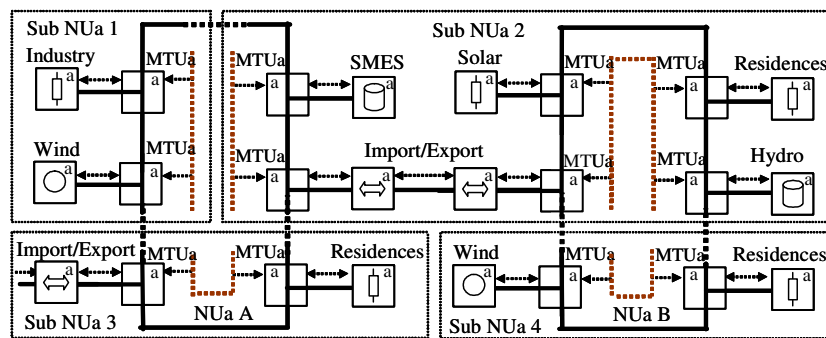 Sub NUa 1
Sub NUa 2
Industry
MTUa
MTUa
SMES
Solar
MTUa
MTUa
Residences
a
a
a
a
a
a
a
a
Wind
MTUa
MTUa
Import/Export
MTUa
MTUa
Hydro
a
a
a
a
a
a
a
a
Import/Export
MTUa
MTUa
Residences
Wind
MTUa
MTUa
Residences
a
a
a
a
a
a
a
a
Sub NUa 3
NUa A
Sub NUa 4
NUa B